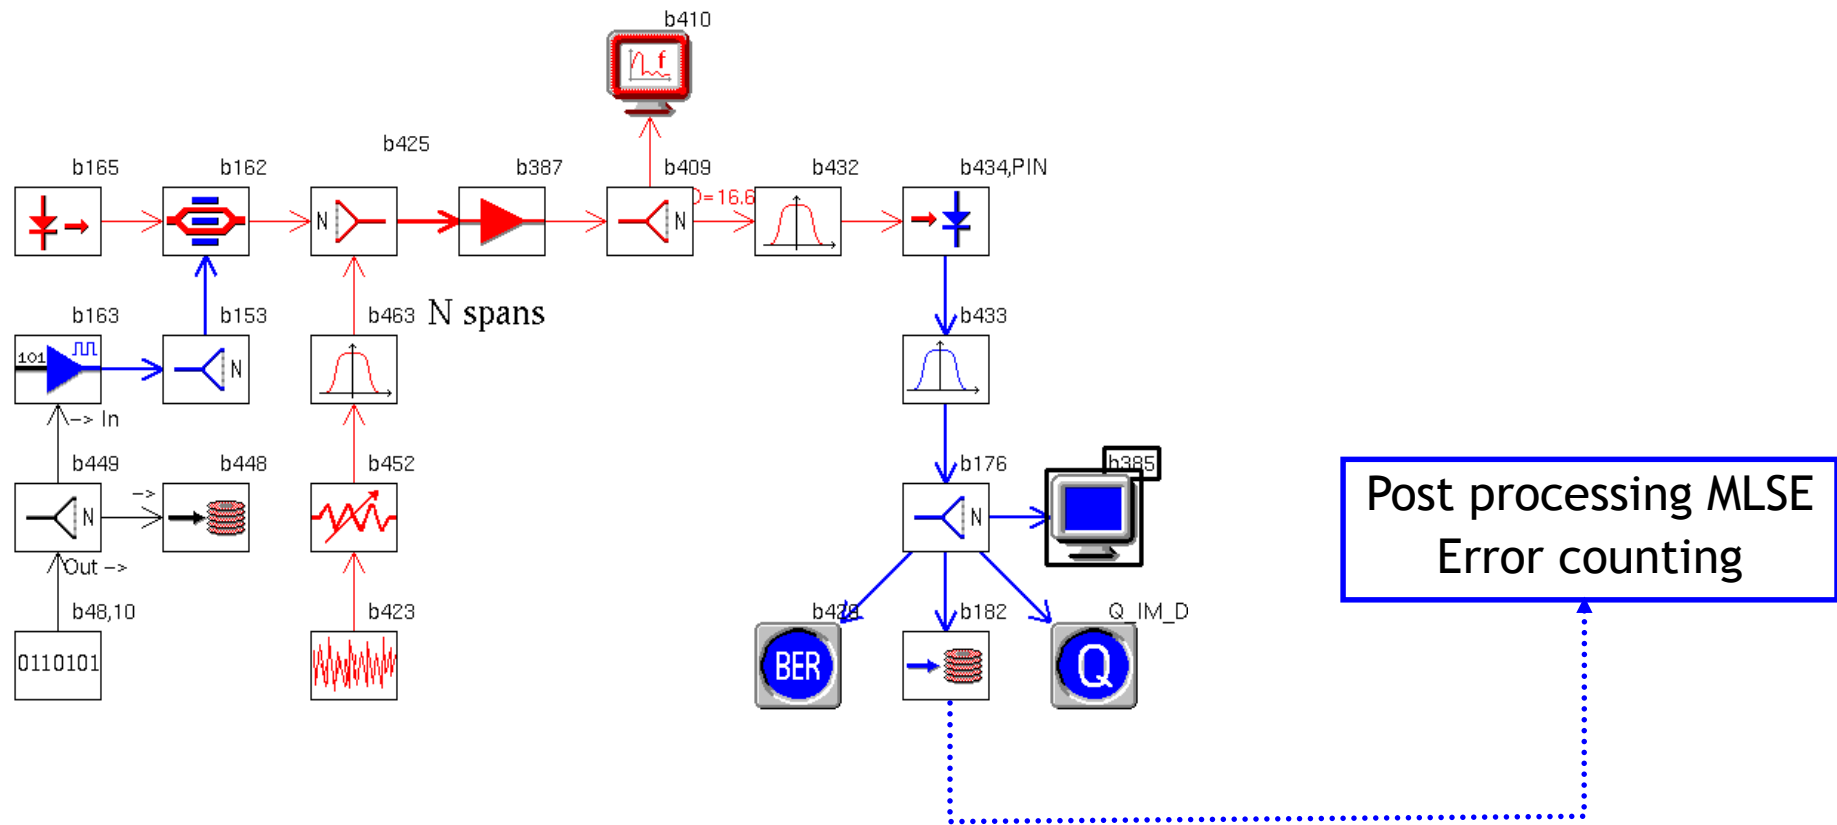 b410
b425
b165
b162
b387
b409
b432
b434,PIN
N
N
D=16.6
b163
b153
b463
N spans
b433
101
N
-> In
b449
b448
b452
b176
b385
->
N
N
Out ->
b48,10
b423
b429
b182
Q_IM_D
0110101
BER
Q
f
Post processing MLSE
Error counting